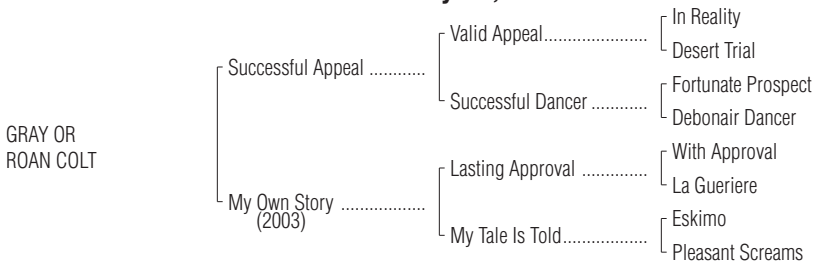 In Reality
Valid Appeal......................
Desert Trial
Successful Appeal ............
Fortunate Prospect
Successful Dancer ............
Debonair Dancer
GRAY OR
ROAN COLT
With Approval
Lasting Approval ..............
La Gueriere
My Own Story ..................
(2003)
Eskimo
My Tale Is Told..................
Pleasant Screams